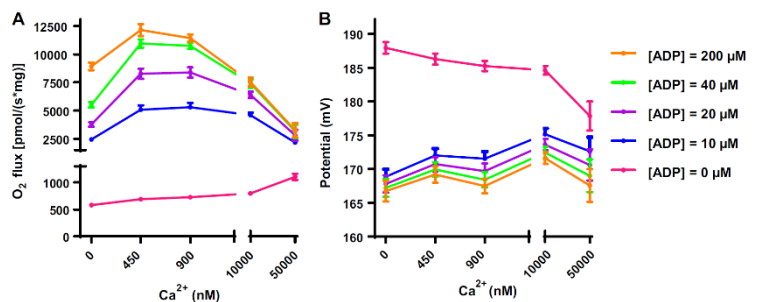 A
O2 flux [pmol/(s*mg)]
12500
10000
7500
5000
2500
1000
500
0
0
450
900
10000
50000
Ca2+ (nM)
B
Potential (mV)
190
185
180
175
170
165
160
0
450
900
10000
50000
Ca2+ (nM)
[ADP] = 200 µM
[ADP] = 40 µM
[ADP] = 20 µM
[ADP] = 10 µM
[ADP] = 0 µM